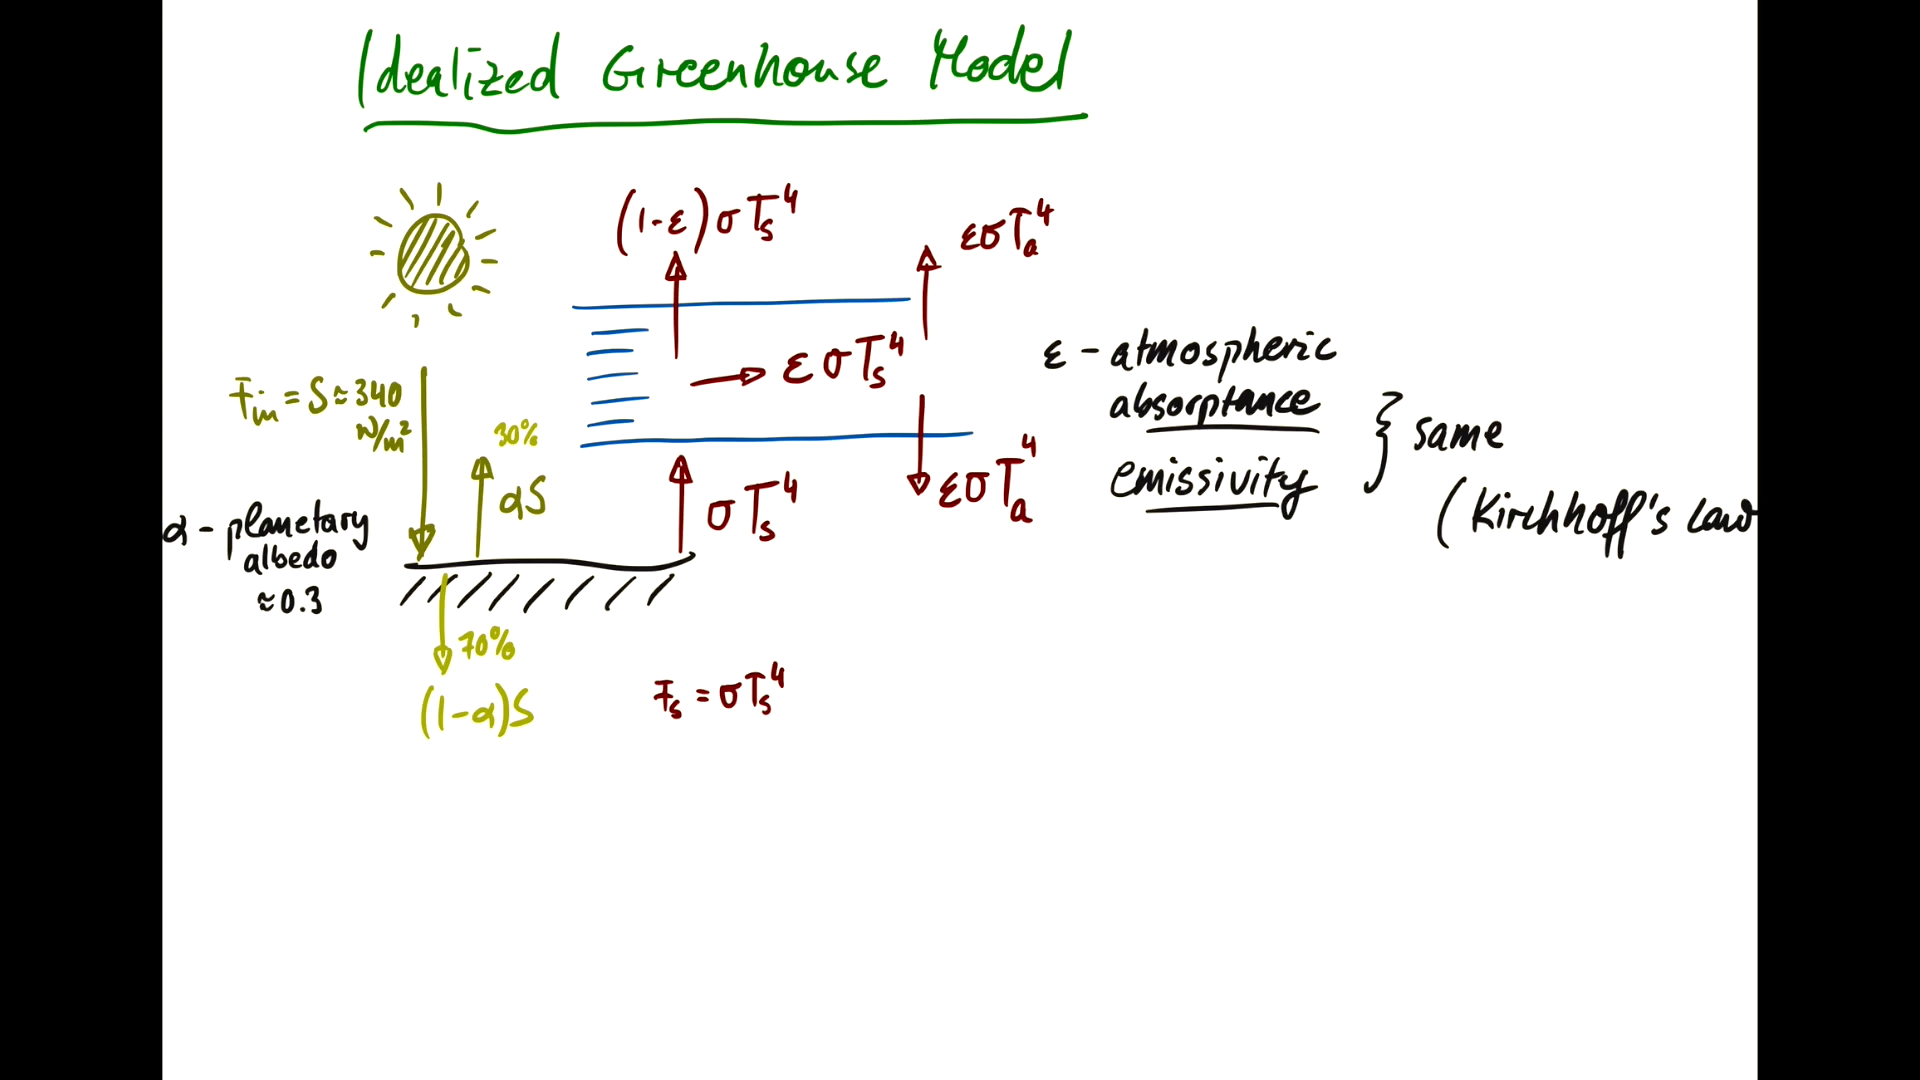 Idealized Greenhouse Model
(1-ε)σTs⁴
εσTa⁴
εσTs⁴
Fin = S ≈ 340
W/m²
30%
αS
σTs⁴
εσTa⁴
ε - atmospheric
absorptance
emissivity
} same
(Kirchhoff's Law
α - planetary
albedo
≈0.3
70%
(1-α)S
Fs = σTs⁴